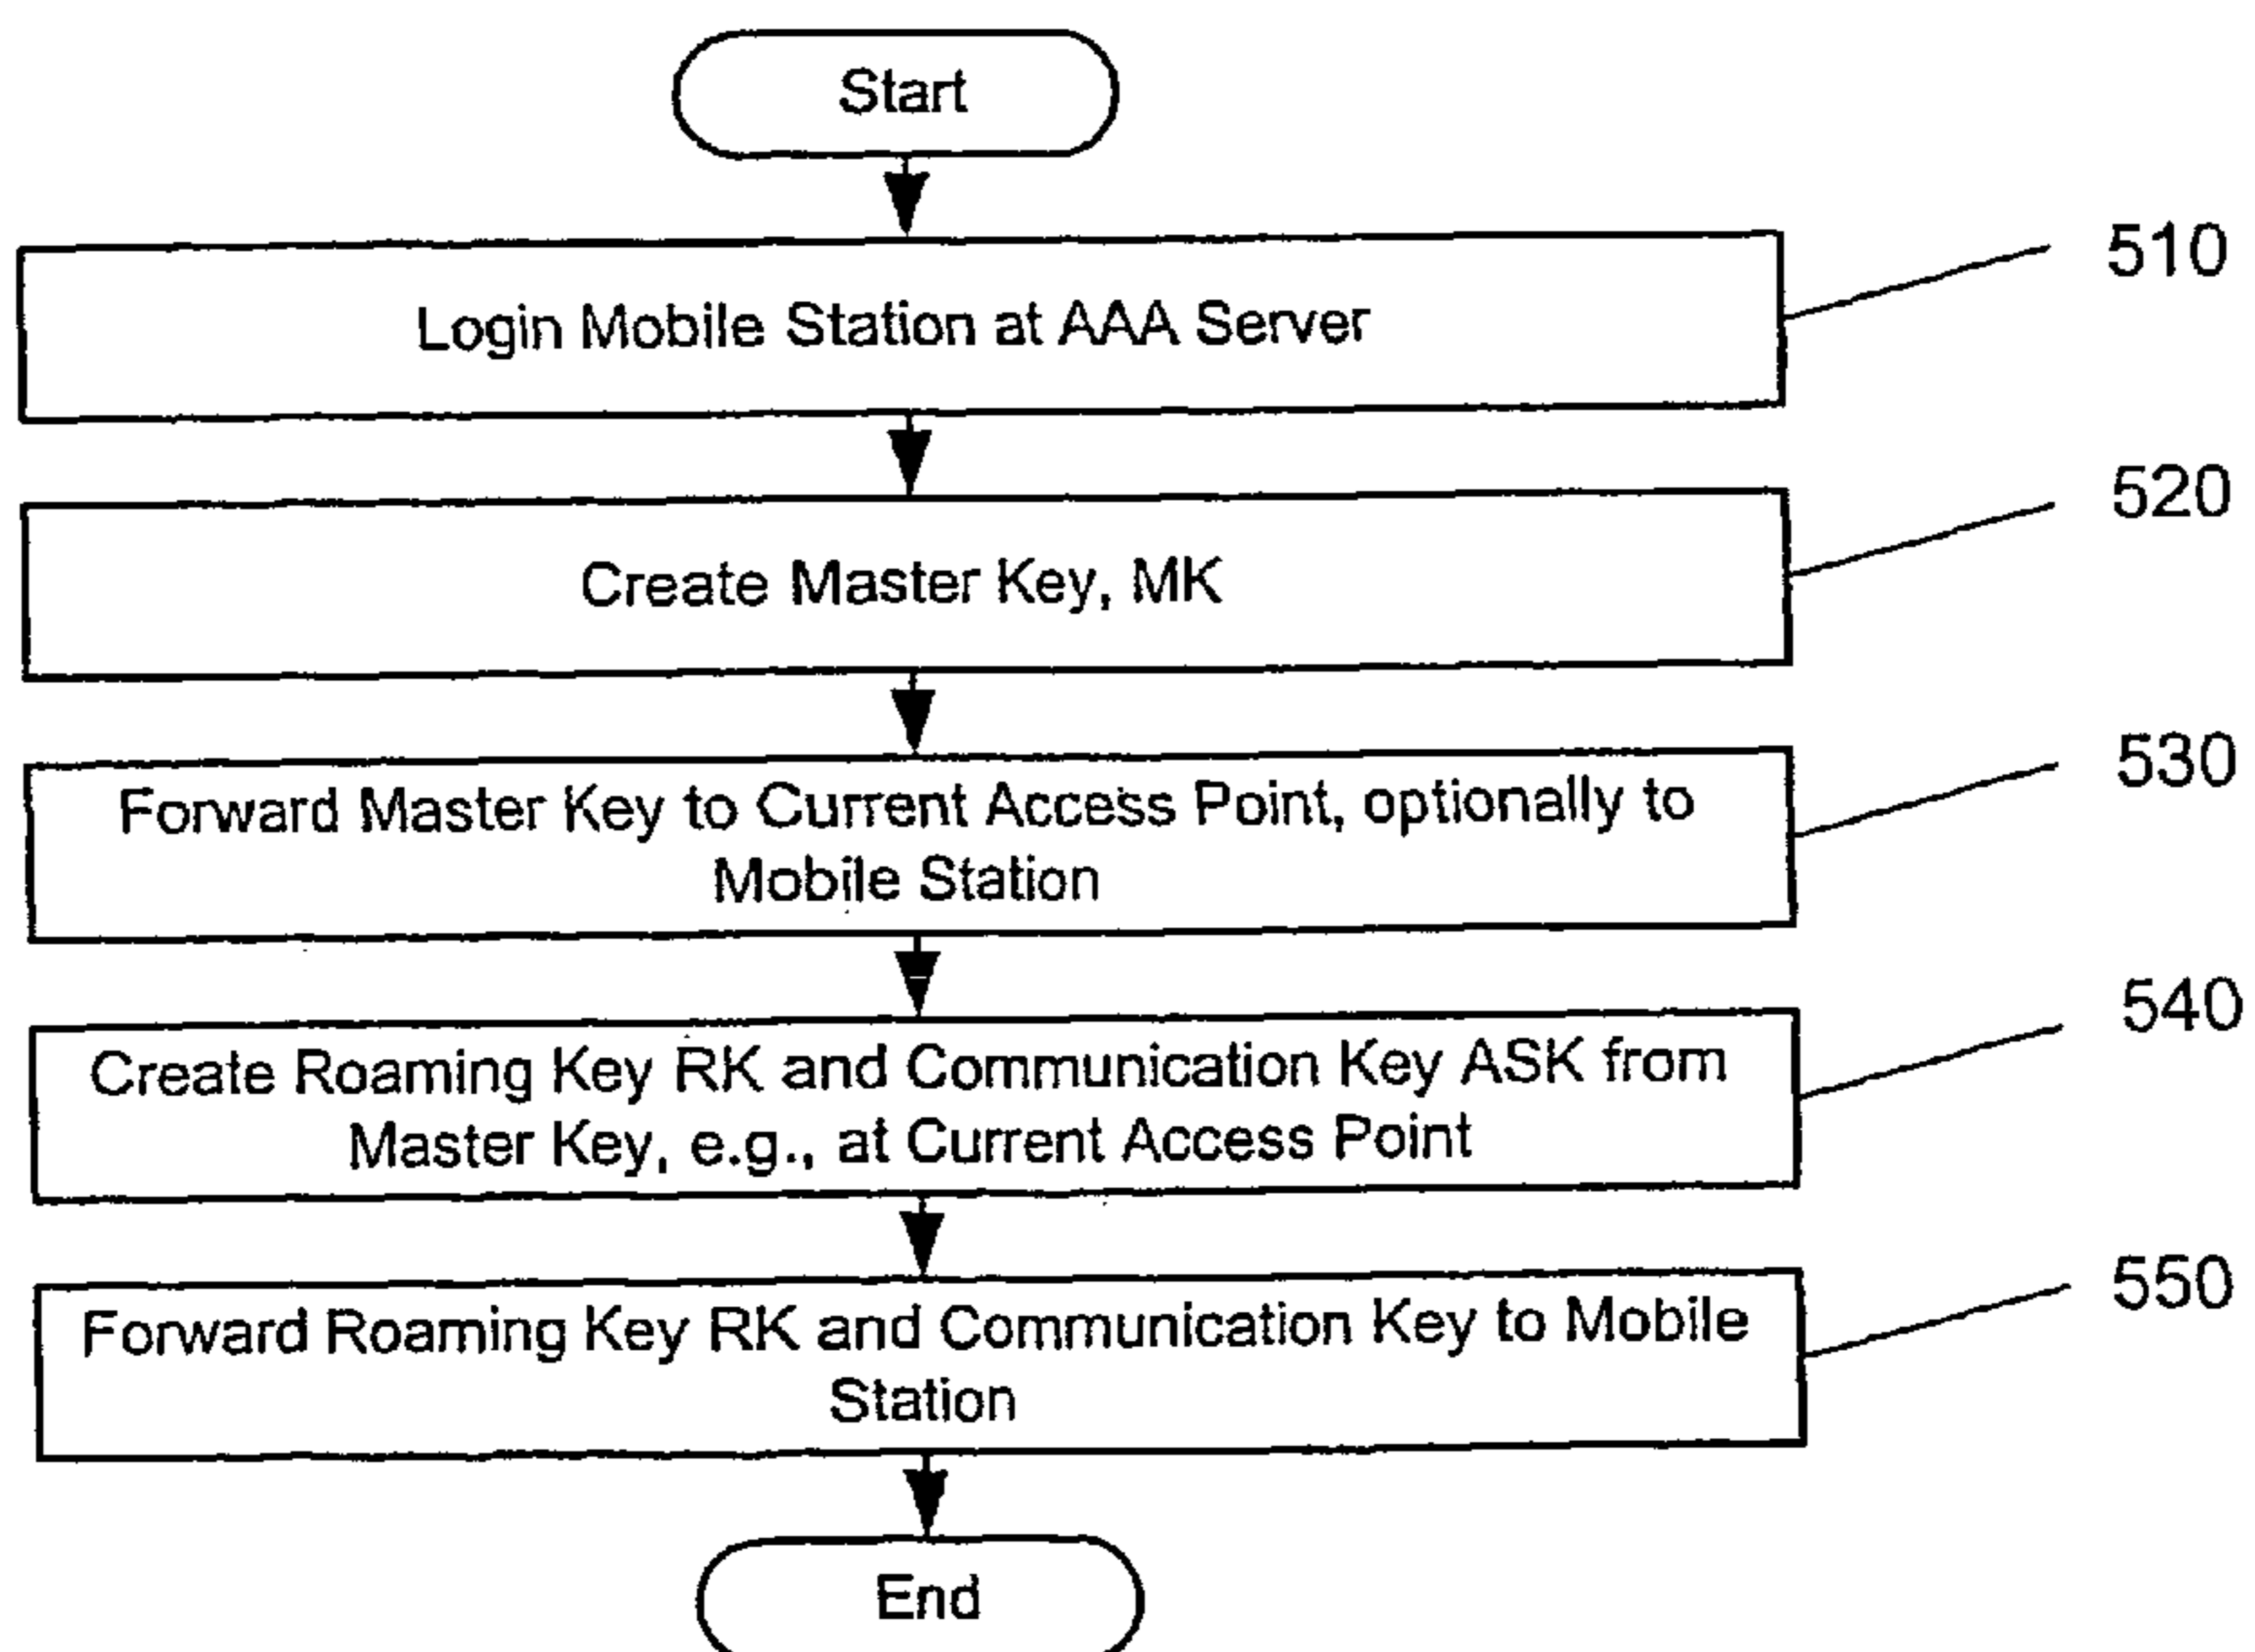 Start
Login Mobile Station at AAA Server
510
Create Master Key, MK
520
Forward Master Key to Current Access Point, optionally to
Mobile Station
530
Create Roaming Key RK and Communication Key ASK from
Master Key, e.g., at Current Access Point
540
Forward Roaming Key RK and Communication Key to Mobile
Station
550
End